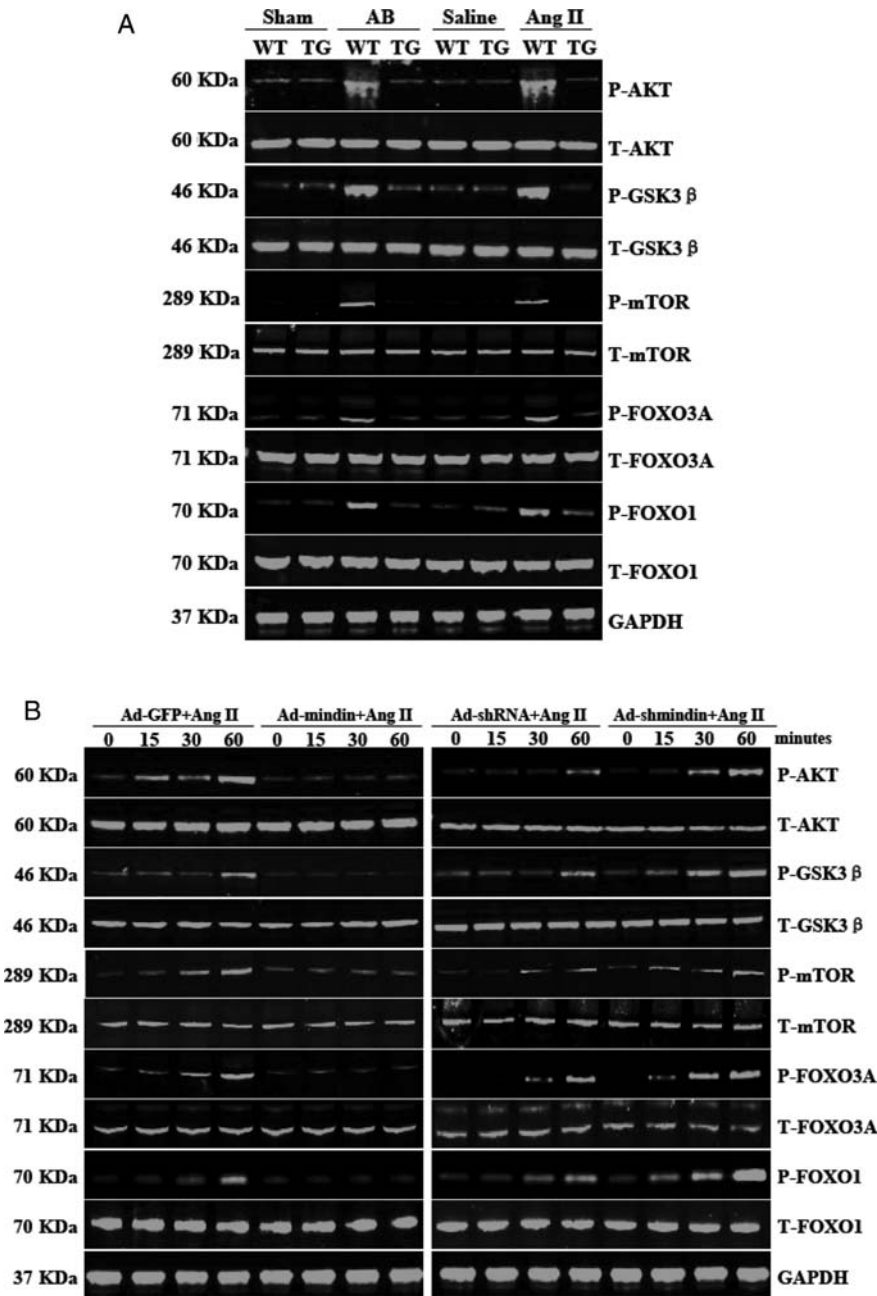 A
Sham AB Saline Ang II
WT TG WT TG WT TG WT TG
60 KDa P-AKT
60 KDa T-AKT
46 KDa P-GSK3 β
46 KDa T-GSK3 β
289 KDa P-mTOR
289 KDa T-mTOR
71 KDa P-FOXO3A
71 KDa T-FOXO3A
70 KDa P-FOXO1
70 KDa T-FOXO1
37 KDa GAPDH
B
Ad-GFP+Ang II Ad-mindin+Ang II Ad-shRNA+Ang II Ad-shmindin+Ang II
0 15 30 60 0 15 30 60 0 15 30 60 0 15 30 60 minutes
60 KDa P-AKT
60 KDa T-AKT
46 KDa P-GSK3 β
46 KDa T-GSK3 β
289 KDa P-mTOR
289 KDa T-mTOR
71 KDa P-FOXO3A
71 KDa T-FOXO3A
70 KDa P-FOXO1
70 KDa T-FOXO1
37 KDa GAPDH